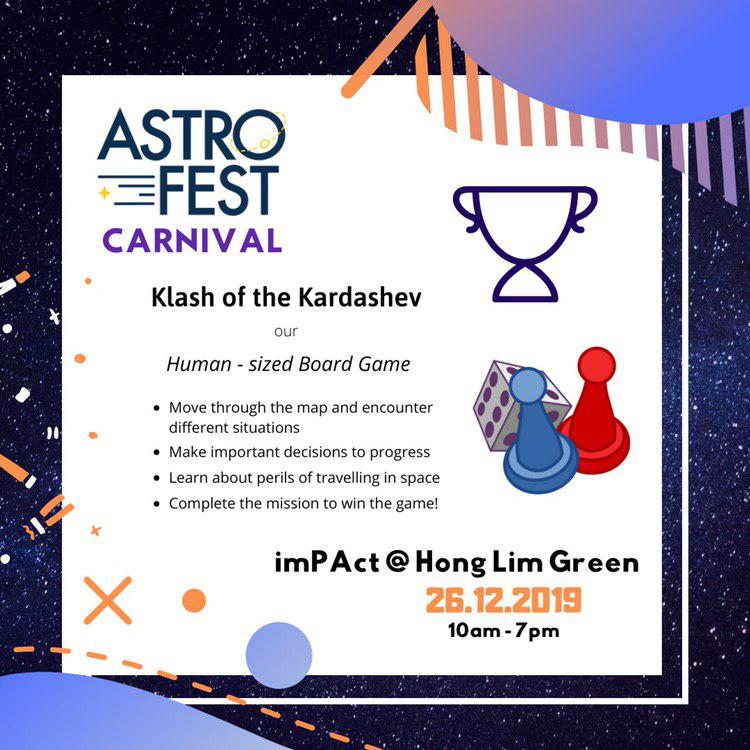 ASTRO
FEST
CARNIVAL
Klash of the Kardashev
our
Human - sized Board Game
• Move through the map and encounter
different situations
• Make important decisions to progress
• Learn about perils of travelling in space
• Complete the mission to win the game!
imPAct @ Hong Lim Green
26.12.2019
10am - 7pm